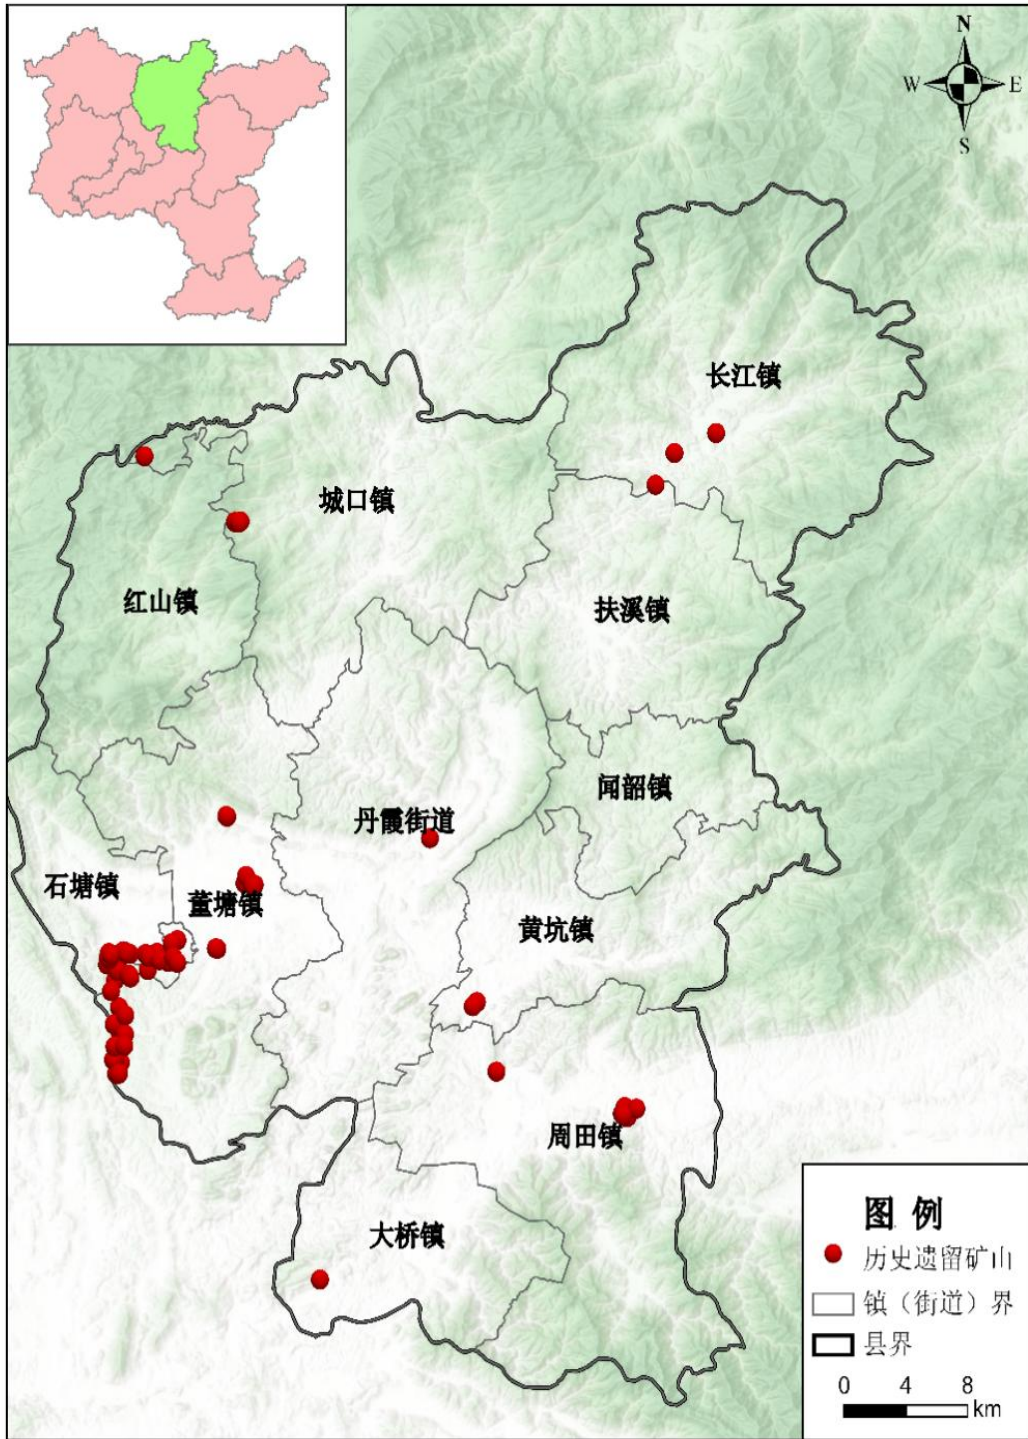 N
W E
S
长江镇
城口镇
红山镇
扶溪镇
闻韶镇
丹霞街道
石塘镇
董塘镇
黄坑镇
周田镇
大桥镇
图 例
历史遗留矿山
镇（街道）界
县界
0 4 8
km